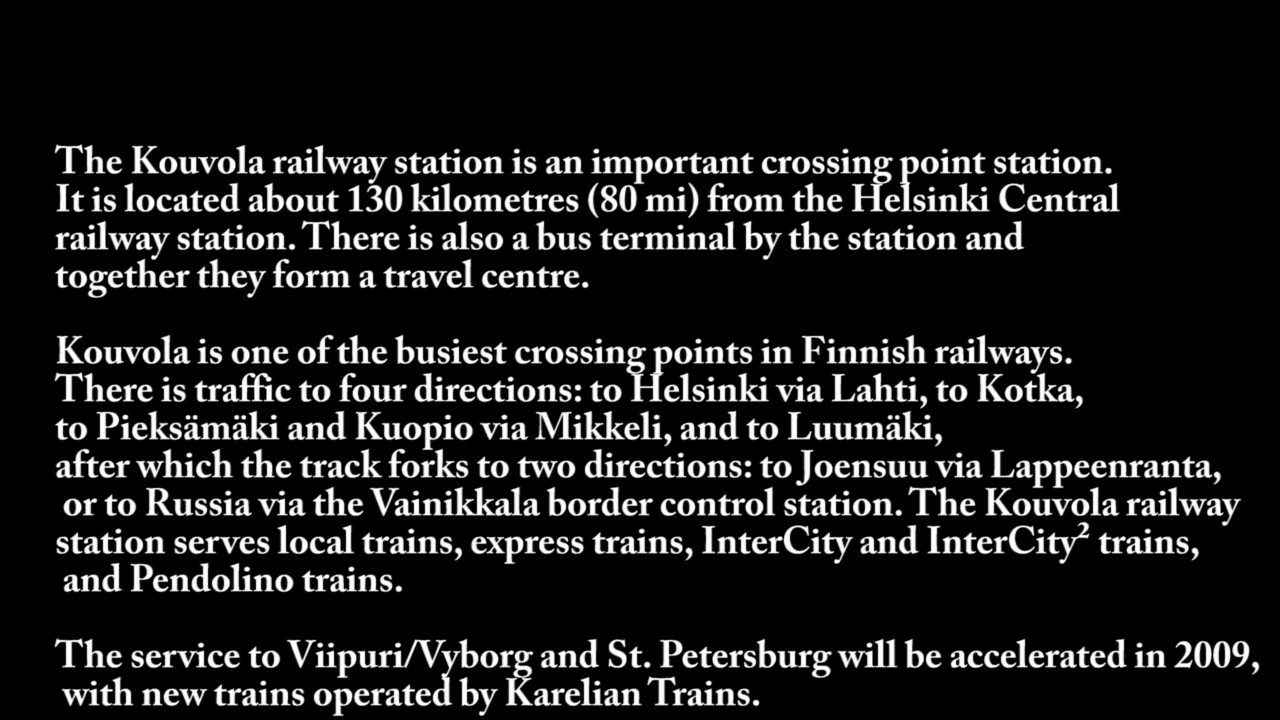 The Kouvola railway station is an important crossing point station.
It is located about 130 kilometres (80 mi) from the Helsinki Central
railway station. There is also a bus terminal by the station and
together they form a travel centre.
Kouvola is one of the busiest crossing points in Finnish railways.
There is traffic to four directions: to Helsinki via Lahti, to Kotka,
to Pieksämäki and Kuopio via Mikkeli, and to Luumäki,
after which the track forks to two directions: to Joensuu via Lappeenranta,
or to Russia via the Vainikkala border control station. The Kouvola railway
station serves local trains, express trains, InterCity and InterCity² trains,
and Pendolino trains.
The service to Viipuri/Vyborg and St. Petersburg will be accelerated in 2009,
with new trains operated by Karelian Trains.